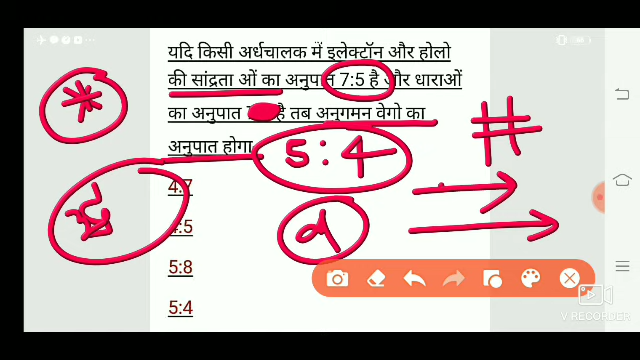 यदि किसी अर्धचालक में इलेक्टॉन और होलो
की सांद्रता ओं का अनुपात 7:5 है और धाराओं
का अनुपात है तब अनुगमन वेगो का
अनुपात होगा
5:4
4:7
4:5
5:8
5:4
V RECORDER